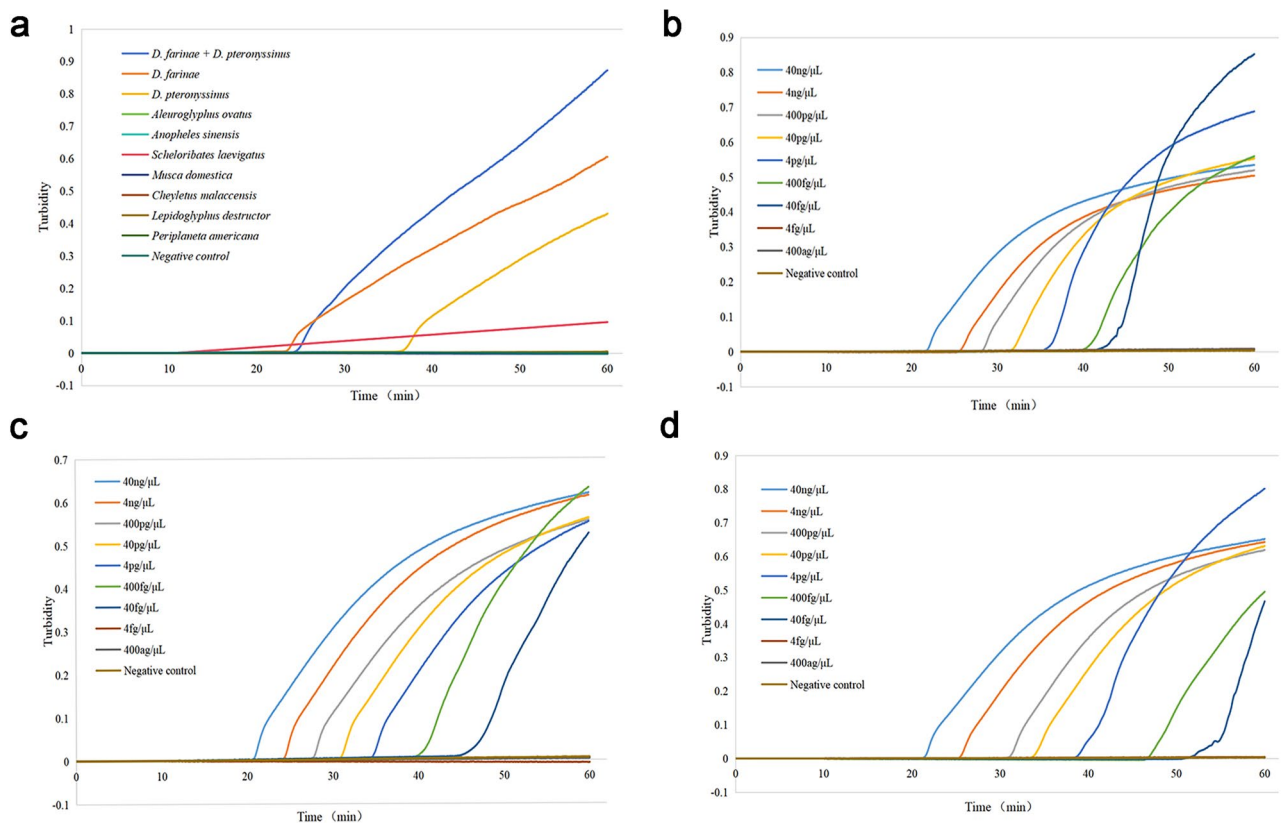 a
1
0.9
0.8
0.7
0.6
0.5
0.4
0.3
0.2
0.1
0
-0.1
Turbidity
D. farinae + D. pteronyssinus
D. farinae
D. pteronyssinus
Aleuroglyphus ovatus
Anopheles sinensis
Scheloribates laevigatus
Musca domestica
Cheyletus malaccensis
Lepidoglyphus destructor
Periplaneta americana
Negative control
0 10 20 30 40 50 60
Time（min）
b
0.9
0.8
0.7
0.6
0.5
0.4
0.3
0.2
0.1
0
-0.1
Turbidity
40ng/μL
4ng/μL
400pg/μL
40pg/μL
4pg/μL
400fg/μL
40fg/μL
4fg/μL
400ag/μL
Negative control
0 10 20 30 40 50 60
Time（min）
c
0.7
0.6
0.5
0.4
0.3
0.2
0.1
0
-0.1
Turbidity
40ng/μL
4ng/μL
400pg/μL
40pg/μL
4pg/μL
400fg/μL
40fg/μL
4fg/μL
400ag/μL
Negative control
0 10 20 30 40 50 60
Time（min）
d
0.9
0.8
0.7
0.6
0.5
0.4
0.3
0.2
0.1
0
-0.1
Turbidity
40ng/μL
4ng/μL
400pg/μL
40pg/μL
4pg/μL
400fg/μL
40fg/μL
4fg/μL
400ag/μL
Negative control
0 10 20 30 40 50 60
Time（min）